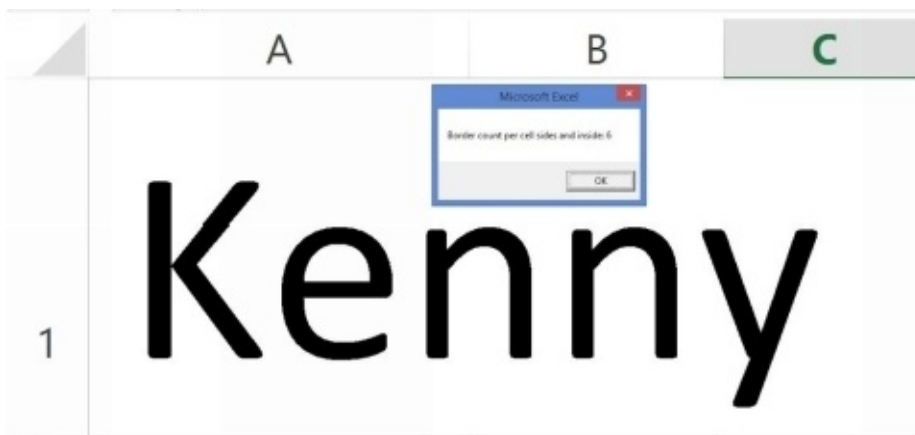 A B C
Microsoft Excel
Border count per cell sides and inside: 6
OK
1 Kenny